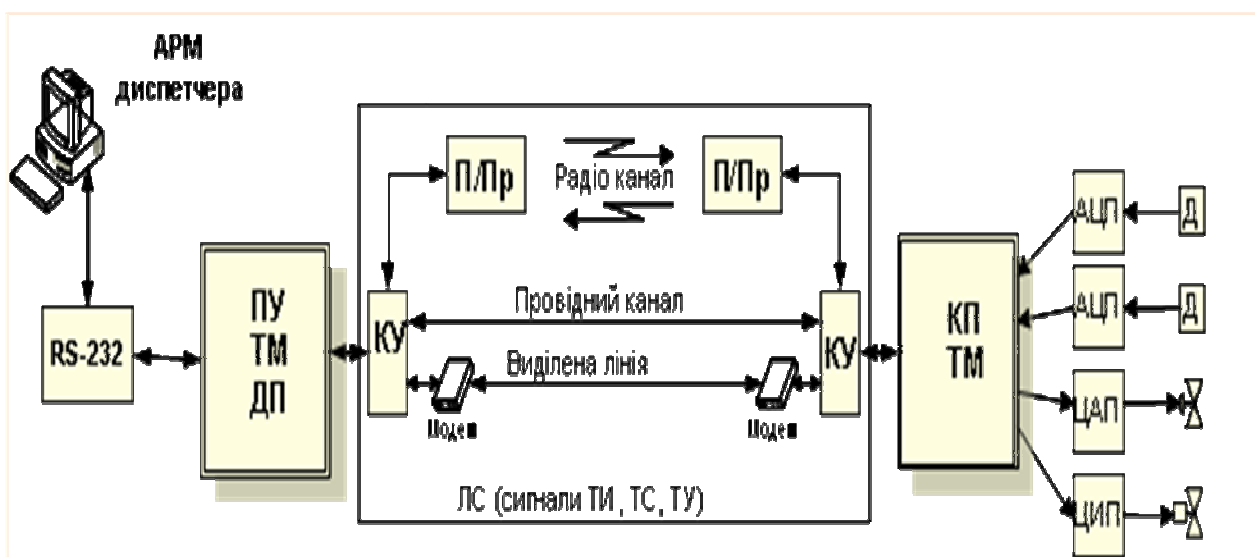 АРМ
диспетчера
П/Пр
Радіо канал
П/Пр
АЦП
Д
АЦП
Д
RS-232
ПУ
ТМ
ДП
КУ
Провідний канал
Виділена лінія
Модем
Модем
КУ
КП
ТМ
ЦАП
ЦИП
ЛС (сигнали ТИ, ТС, ТУ)